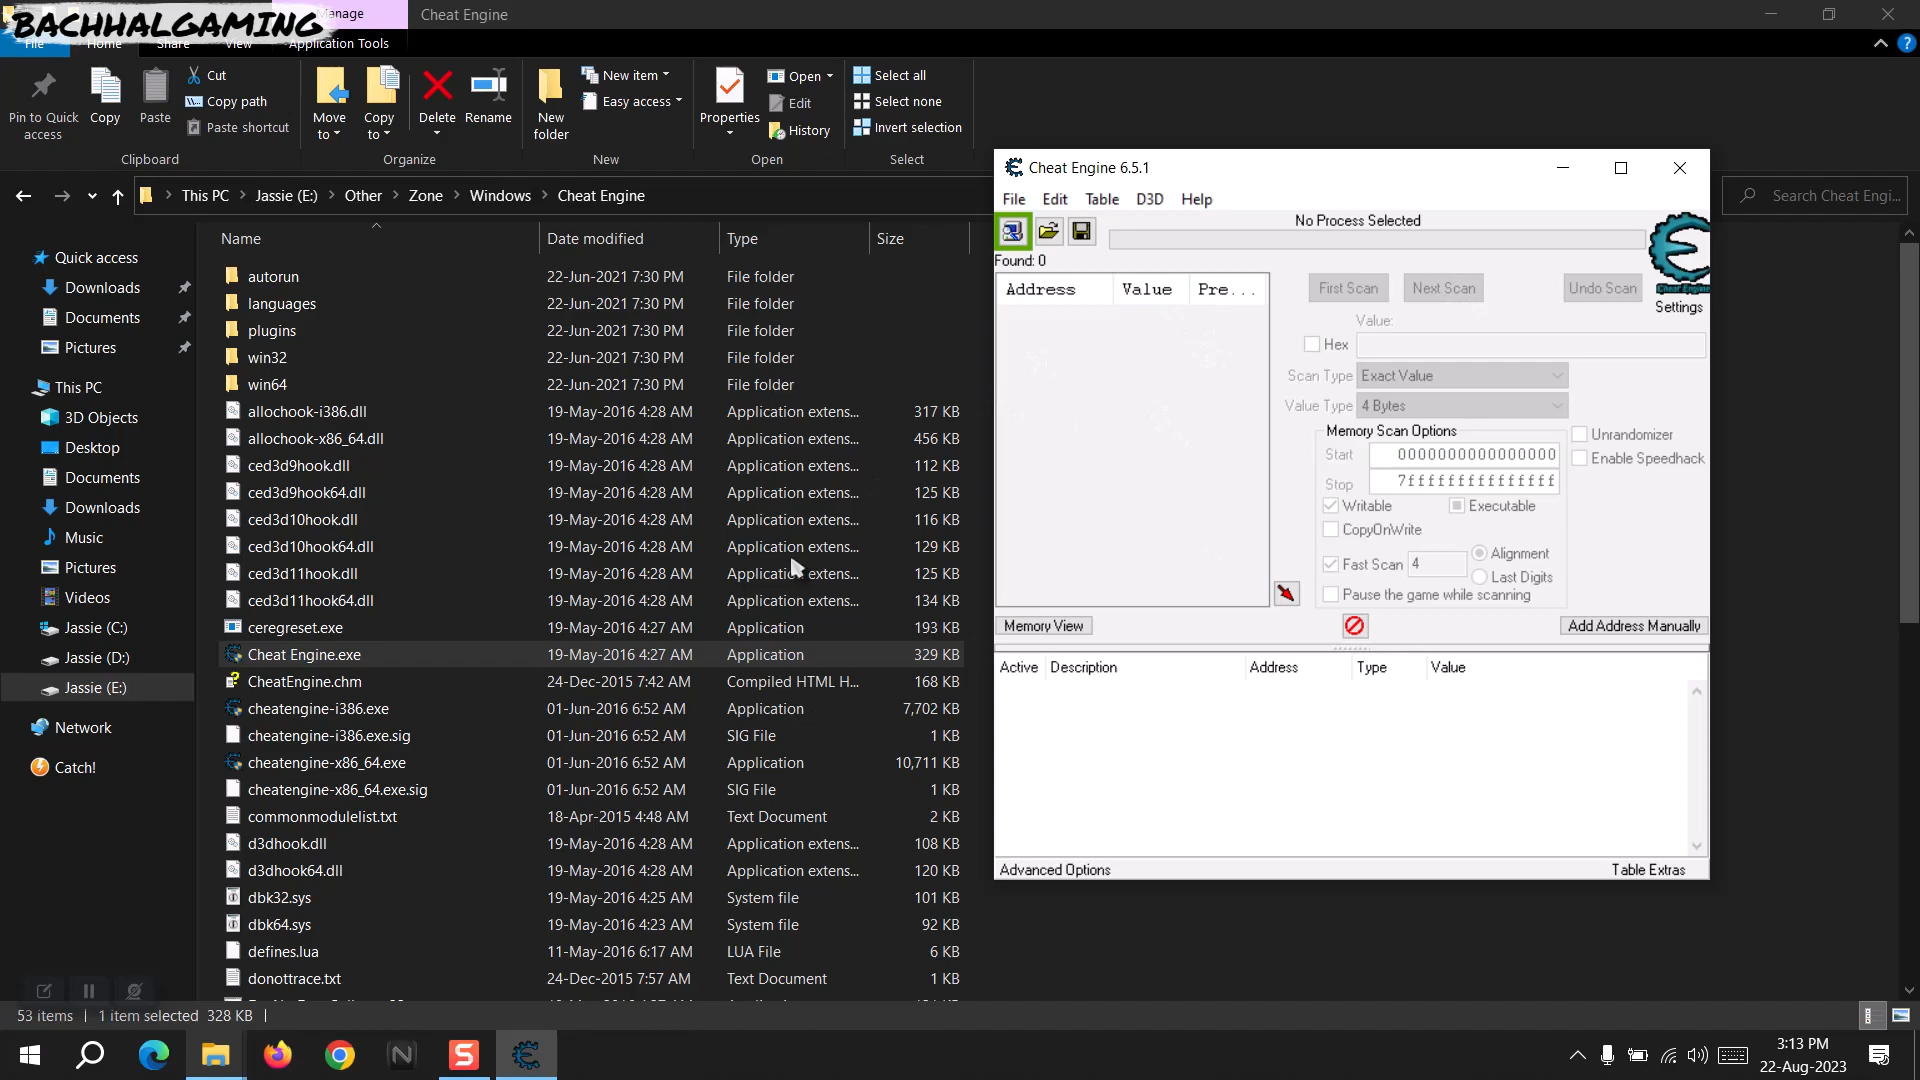 BACHHALGAMING
Manage
Cheat Engine
File
Home
Share
View
Application Tools
Pin to Quick access
Copy
Paste
Cut
Copy path
Paste shortcut
Clipboard
Move to
Copy to
Delete
Rename
Organize
New folder
New item
Easy access
New
Properties
Open
Edit
History
Open
Select all
Select none
Invert selection
Select
This PC
Jassie (E:)
Other
Zone
Windows
Cheat Engine
Search Cheat Engi...
Quick access
Downloads
Documents
Pictures
This PC
3D Objects
Desktop
Documents
Downloads
Music
Pictures
Videos
Jassie (C:)
Jassie (D:)
Jassie (E:)
Network
Catch!
Name Date modified Type Size
autorun 22-Jun-2021 7:30 PM File folder
languages 22-Jun-2021 7:30 PM File folder
plugins 22-Jun-2021 7:30 PM File folder
win32 22-Jun-2021 7:30 PM File folder
win64 22-Jun-2021 7:30 PM File folder
allochook-i386.dll 19-May-2016 4:28 AM Application extens... 317 KB
allochook-x86_64.dll 19-May-2016 4:28 AM Application extens... 456 KB
ced3d9hook.dll 19-May-2016 4:28 AM Application extens... 112 KB
ced3d9hook64.dll 19-May-2016 4:28 AM Application extens... 125 KB
ced3d10hook.dll 19-May-2016 4:28 AM Application extens... 116 KB
ced3d10hook64.dll 19-May-2016 4:28 AM Application extens... 129 KB
ced3d11hook.dll 19-May-2016 4:28 AM Application extens... 125 KB
ced3d11hook64.dll 19-May-2016 4:28 AM Application extens... 134 KB
ceregreset.exe 19-May-2016 4:27 AM Application 193 KB
Cheat Engine.exe 19-May-2016 4:27 AM Application 329 KB
CheatEngine.chm 24-Dec-2015 7:42 AM Compiled HTML H... 168 KB
cheatengine-i386.exe 01-Jun-2016 6:52 AM Application 7,702 KB
cheatengine-i386.exe.sig 01-Jun-2016 6:52 AM SIG File 1 KB
cheatengine-x86_64.exe 01-Jun-2016 6:52 AM Application 10,711 KB
cheatengine-x86_64.exe.sig 01-Jun-2016 6:52 AM SIG File 1 KB
commonmodulelist.txt 18-Apr-2015 4:48 AM Text Document 2 KB
d3dhook.dll 19-May-2016 4:28 AM Application extens... 108 KB
d3dhook64.dll 19-May-2016 4:28 AM Application extens... 120 KB
dbk32.sys 19-May-2016 4:25 AM System file 101 KB
dbk64.sys 19-May-2016 4:23 AM System file 92 KB
defines.lua 11-May-2016 6:17 AM LUA File 6 KB
donottrace.txt 24-Dec-2015 7:57 AM Text Document 1 KB
Cheat Engine 6.5.1
File Edit Table D3D Help
No Process Selected
Found: 0
Address Value Pre...
First Scan Next Scan Undo Scan
Cheat Engine
Settings
Value:
Hex
Scan Type Exact Value
Value Type 4 Bytes
Memory Scan Options
Start 0000000000000000
Stop 7fffffffffffffff
Writable Executable
CopyOnWrite
Fast Scan 4 Alignment
Last Digits
Pause the game while scanning
Unrandomizer
Enable Speedhack
Memory View
Add Address Manually
Active Description Address Type Value
Advanced Options
Table Extras
53 items
1 item selected 328 KB
3:13 PM
22-Aug-2023